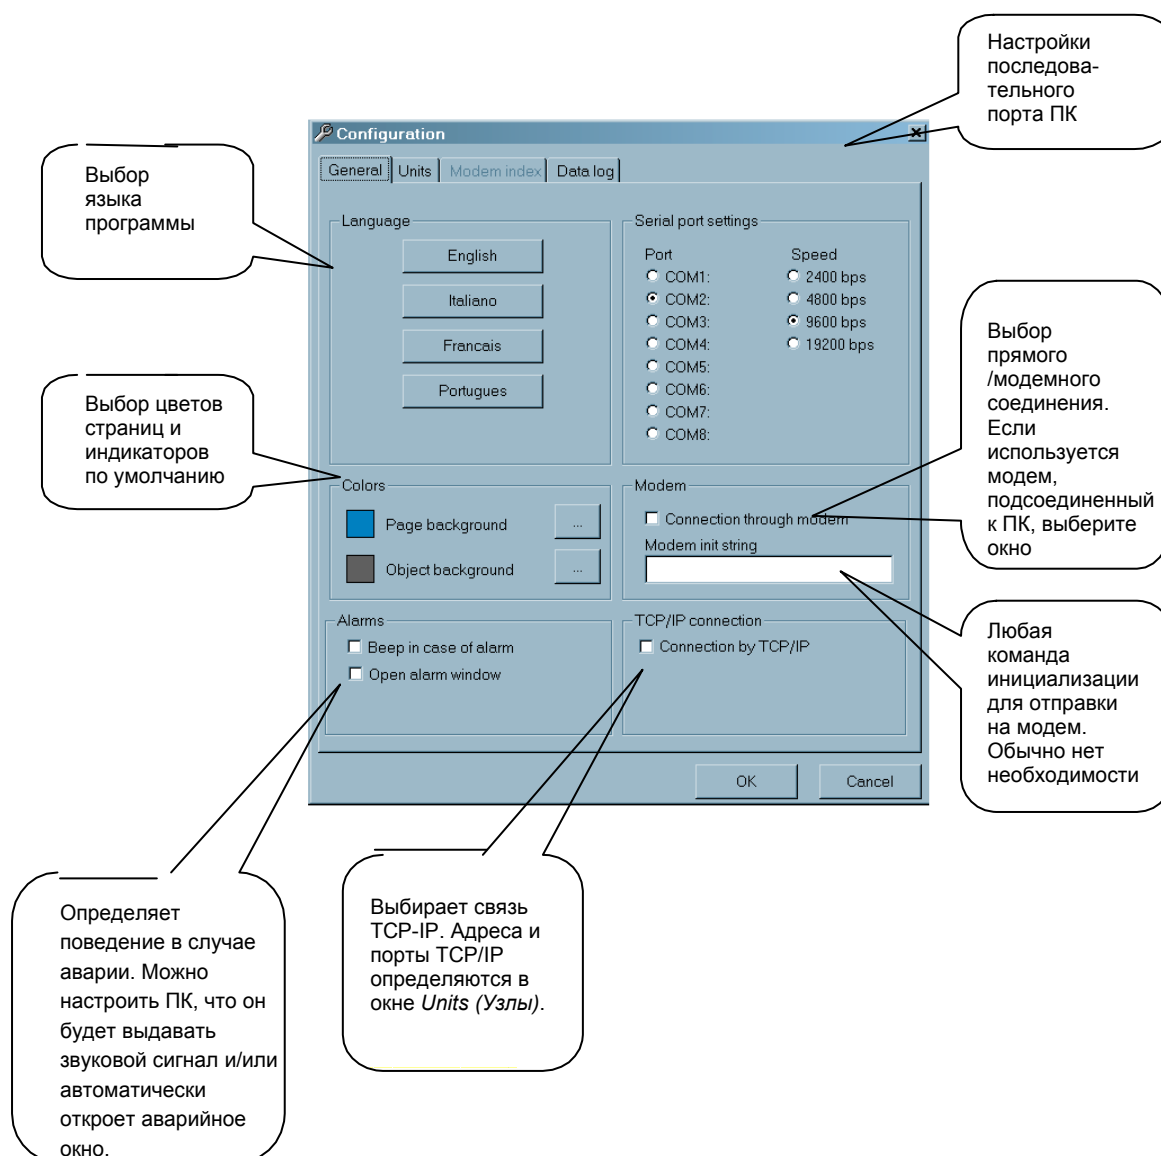 Настройки
последова-
тельного
порта ПК
Configuration
Выбор
языка
программы
General Units Modem index Data log
Language
English
Italiano
Francais
Portugues
Serial port settings
Port Speed
COM1: 2400 bps
COM2: 4800 bps
COM3: 9600 bps
COM4: 19200 bps
COM5:
COM6:
COM7:
COM8:
Выбор
прямого
/модемного
соединения.
Если
используется
модем,
подсоединенный
к ПК, выберите
окно
Выбор цветов
страниц и
индикаторов
по умолчанию
Colors
Page background ...
Object background ...
Modem
Connection through modem
Modem init string
Alarms
Beep in case of alarm
Open alarm window
TCP/IP connection
Connection by TCP/IP
Любая
команда
инициализации
для отправки
на модем.
Обычно нет
необходимости
OK Cancel
Определяет
поведение в случае
аварии. Можно
настроить ПК, что он
будет выдавать
звуковой сигнал и/или
автоматически
откроет аварийное
окно.
Выбирает связь
TCP-IP. Адреса и
порты TCP/IP
определяются в
окне Units (Узлы).